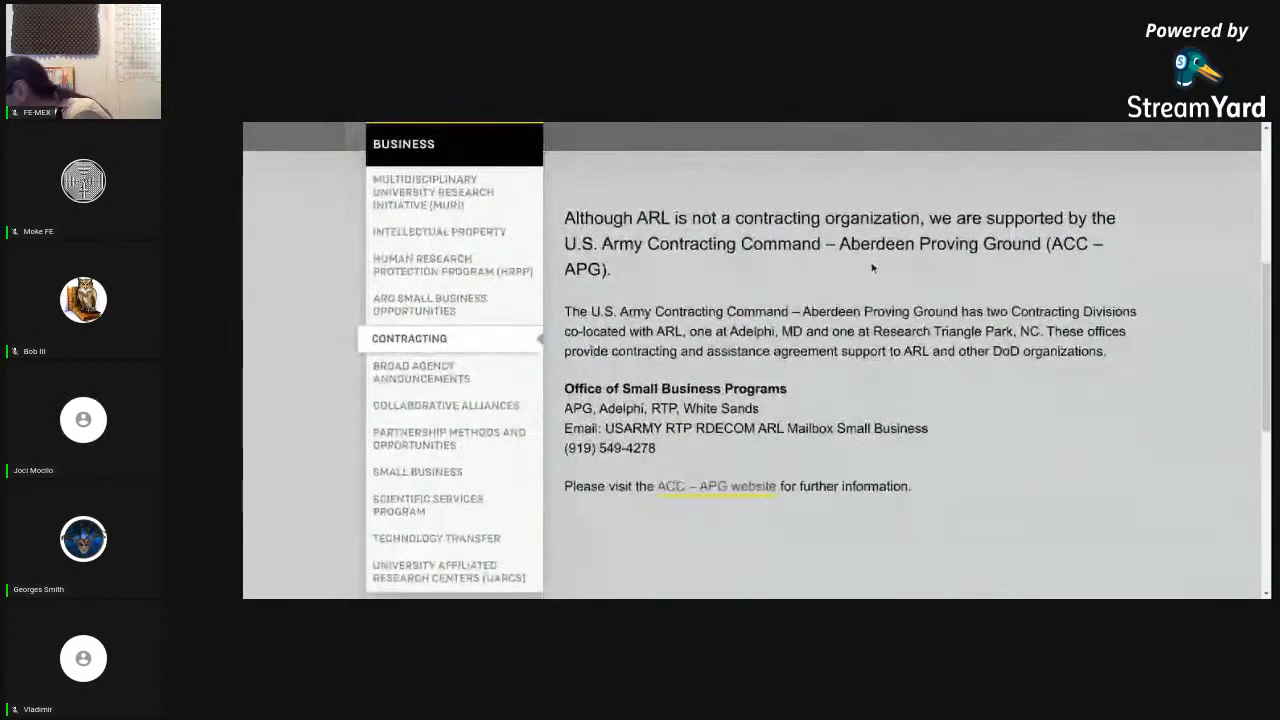 Powered by
StreamYard
FE-MEX
Moke FE
Bob III
Joci Mocilo
Georges Smith
Vladimir
BUSINESS
MULTIDISCIPLINARY
UNIVERSITY RESEARCH
INITIATIVE (MURI)
INTELLECTUAL PROPERTY
HUMAN RESEARCH
PROTECTION PROGRAM (HRPP)
ARO SMALL BUSINESS
OPPORTUNITIES
CONTRACTING
BROAD AGENCY
ANNOUNCEMENTS
COLLABORATIVE ALLIANCES
PARTNERSHIP METHODS AND
OPPORTUNITIES
SMALL BUSINESS
SCIENTIFIC SERVICES
PROGRAM
TECHNOLOGY TRANSFER
UNIVERSITY AFFILIATED
RESEARCH CENTERS (UARCS)
Although ARL is not a contracting organization, we are supported by the
U.S. Army Contracting Command – Aberdeen Proving Ground (ACC –
APG).
The U.S. Army Contracting Command – Aberdeen Proving Ground has two Contracting Divisions
co-located with ARL, one at Adelphi, MD and one at Research Triangle Park, NC. These offices
provide contracting and assistance agreement support to ARL and other DoD organizations.
Office of Small Business Programs
APG, Adelphi, RTP, White Sands
Email: USARMY RTP RDECOM ARL Mailbox Small Business
(919) 549-4278
Please visit the ACC – APG website for further information.